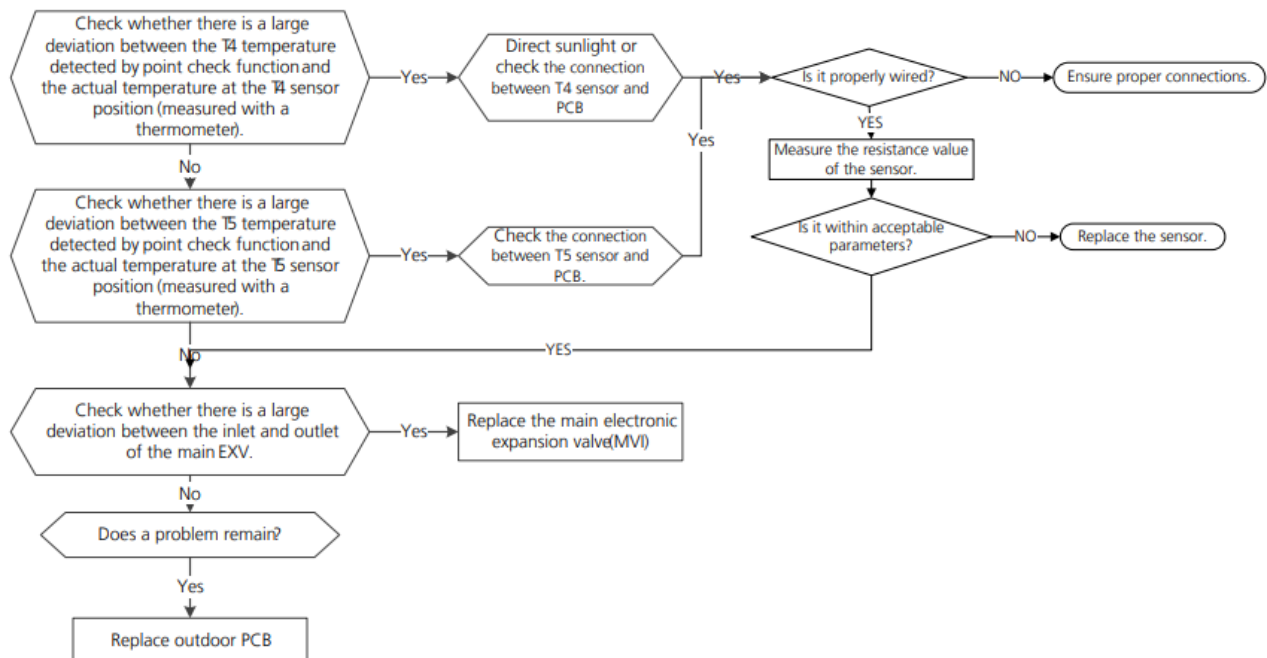 Check whether there is a large
deviation between the T4 temperature
detected by point check function and
the actual temperature at the T4 sensor
position (measured with a
thermometer).
Yes
Direct sunlight or
check the connection
between T4 sensor and
PCB
Yes
Is it properly wired?
NO
Ensure proper connections.
YES
Yes
Measure the resistance value
of the sensor.
No
Check whether there is a large
deviation between the T5 temperature
detected by point check function and
the actual temperature at the T5 sensor
position (measured with a
thermometer).
Yes
Check the connection
between T5 sensor and
PCB.
Is it within acceptable
parameters?
NO
Replace the sensor.
YES
No
Check whether there is a large
deviation between the inlet and outlet
of the main EXV.
Yes
Replace the main electronic
expansion valve(MVI)
No
Does a problem remain?
Yes
Replace outdoor PCB